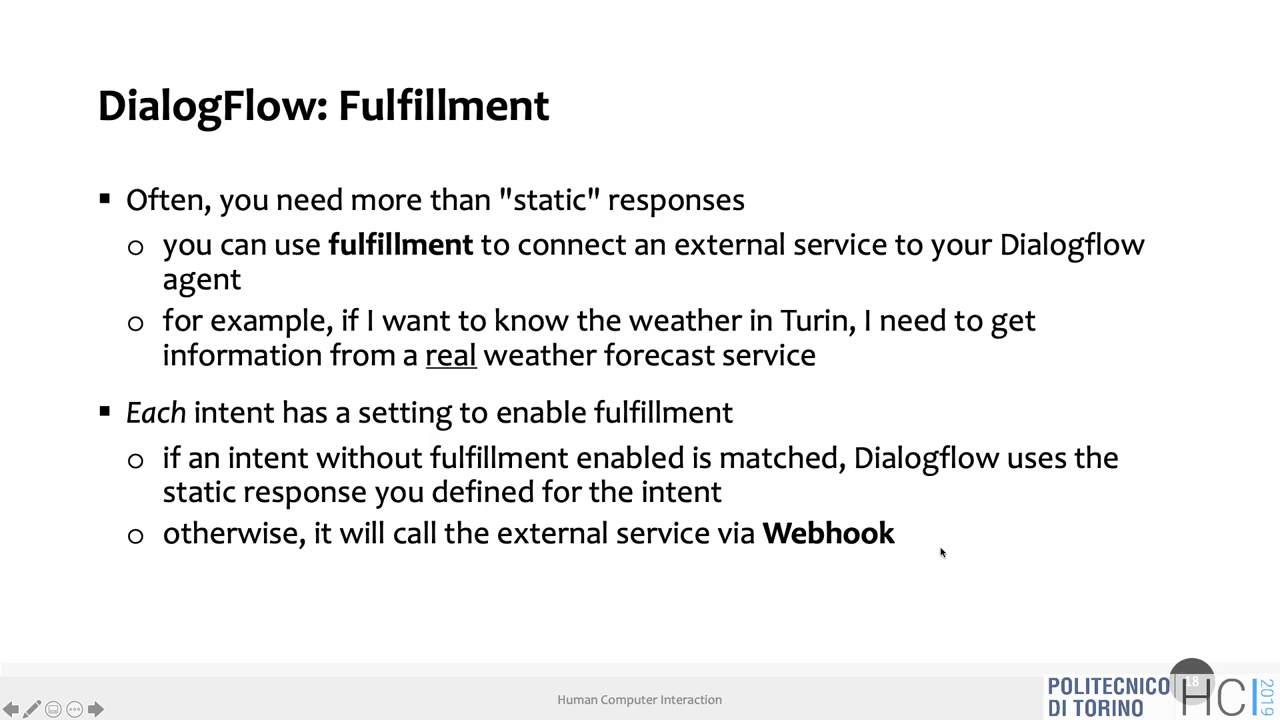 DialogFlow: Fulfillment
▪ Often, you need more than "static" responses
o you can use fulfillment to connect an external service to your Dialogflow
agent
o for example, if I want to know the weather in Turin, I need to get
information from a real weather forecast service
▪ Each intent has a setting to enable fulfillment
o if an intent without fulfillment enabled is matched, Dialogflow uses the
static response you defined for the intent
o otherwise, it will call the external service via Webhook
Human Computer Interaction
POLITECNICO
DI TORINO
18
HCI
2019